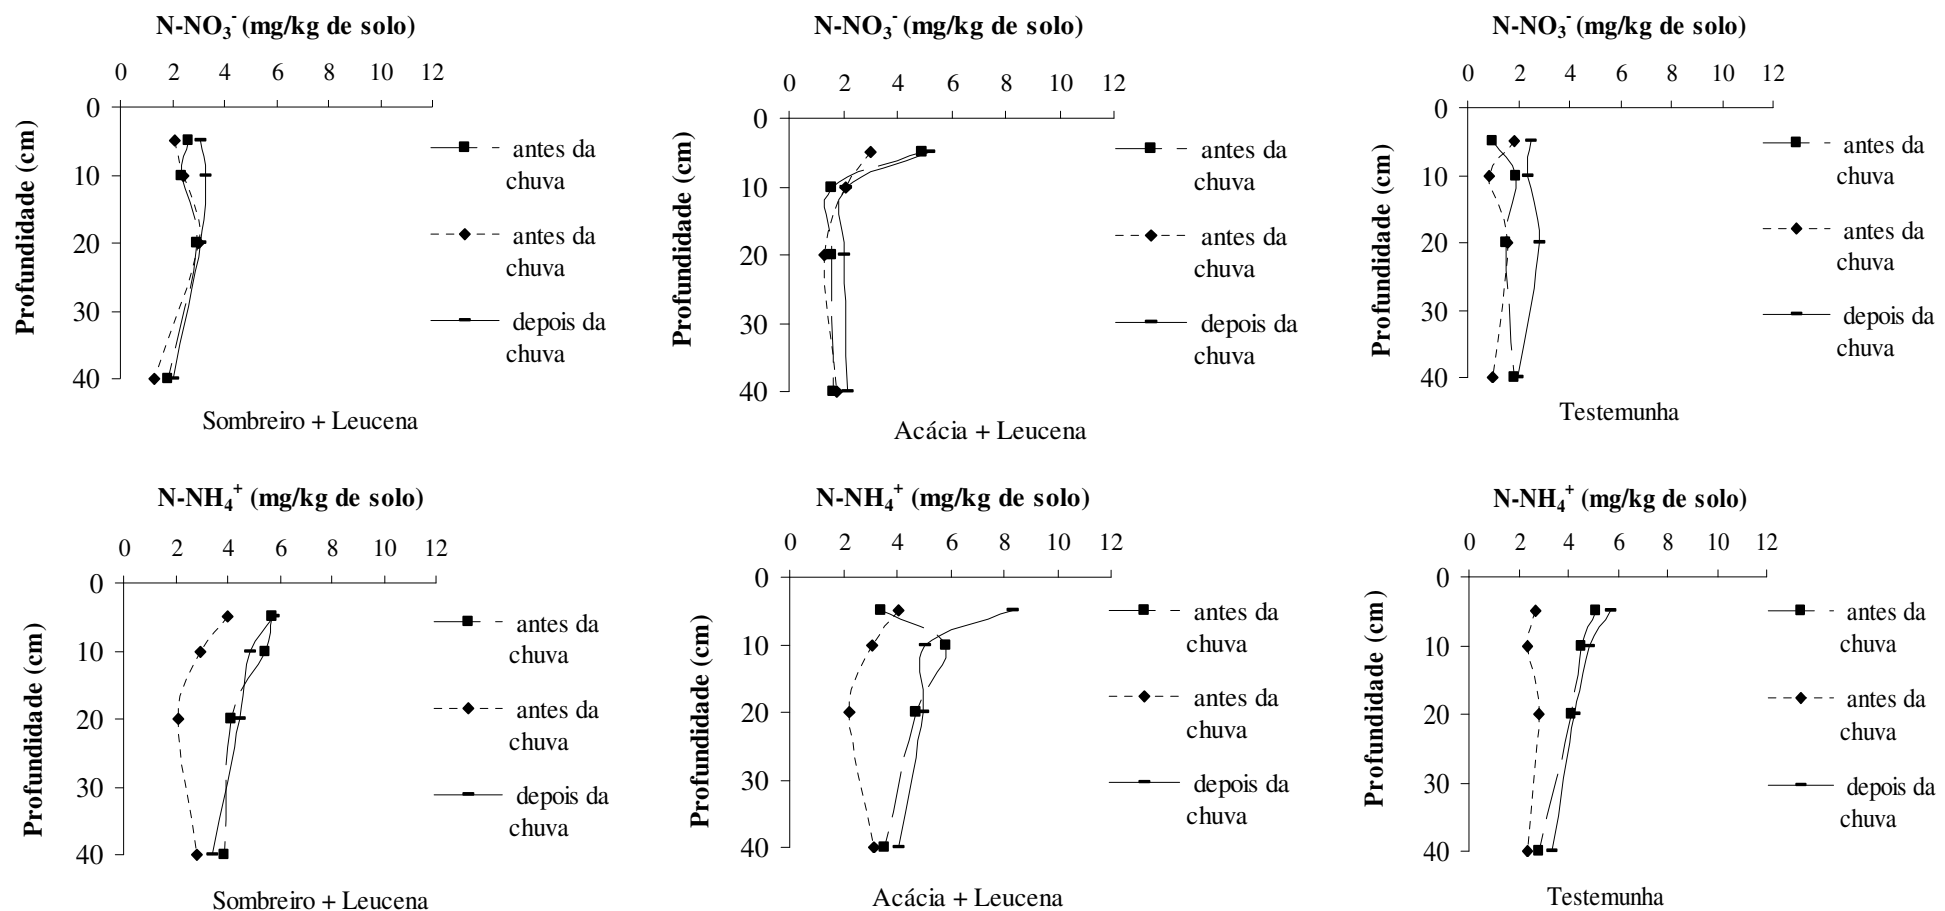 N-NO₃⁻ (mg/kg de solo)
0 2 4 6 8 10 12
0
10
20
30
40
Profundidade (cm)
antes da
chuva
antes da
chuva
depois da
chuva
Sombreiro + Leucena
N-NO₃⁻ (mg/kg de solo)
0 2 4 6 8 10 12
0
10
20
30
40
Profundidade (cm)
antes da
chuva
antes da
chuva
depois da
chuva
Acácia + Leucena
N-NO₃⁻ (mg/kg de solo)
0 2 4 6 8 10 12
0
10
20
30
40
Profundidade (cm)
antes da
chuva
antes da
chuva
depois da
chuva
Testemunha
N-NH₄⁺ (mg/kg de solo)
0 2 4 6 8 10 12
0
10
20
30
40
Profundidade (cm)
antes da
chuva
antes da
chuva
depois da
chuva
Sombreiro + Leucena
N-NH₄⁺ (mg/kg de solo)
0 2 4 6 8 10 12
0
10
20
30
40
Profundidade (cm)
antes da
chuva
antes da
chuva
depois da
chuva
Acácia + Leucena
N-NH₄⁺ (mg/kg de solo)
0 2 4 6 8 10 12
0
10
20
30
40
Profundidade (cm)
antes da
chuva
antes da
chuva
depois da
chuva
Testemunha